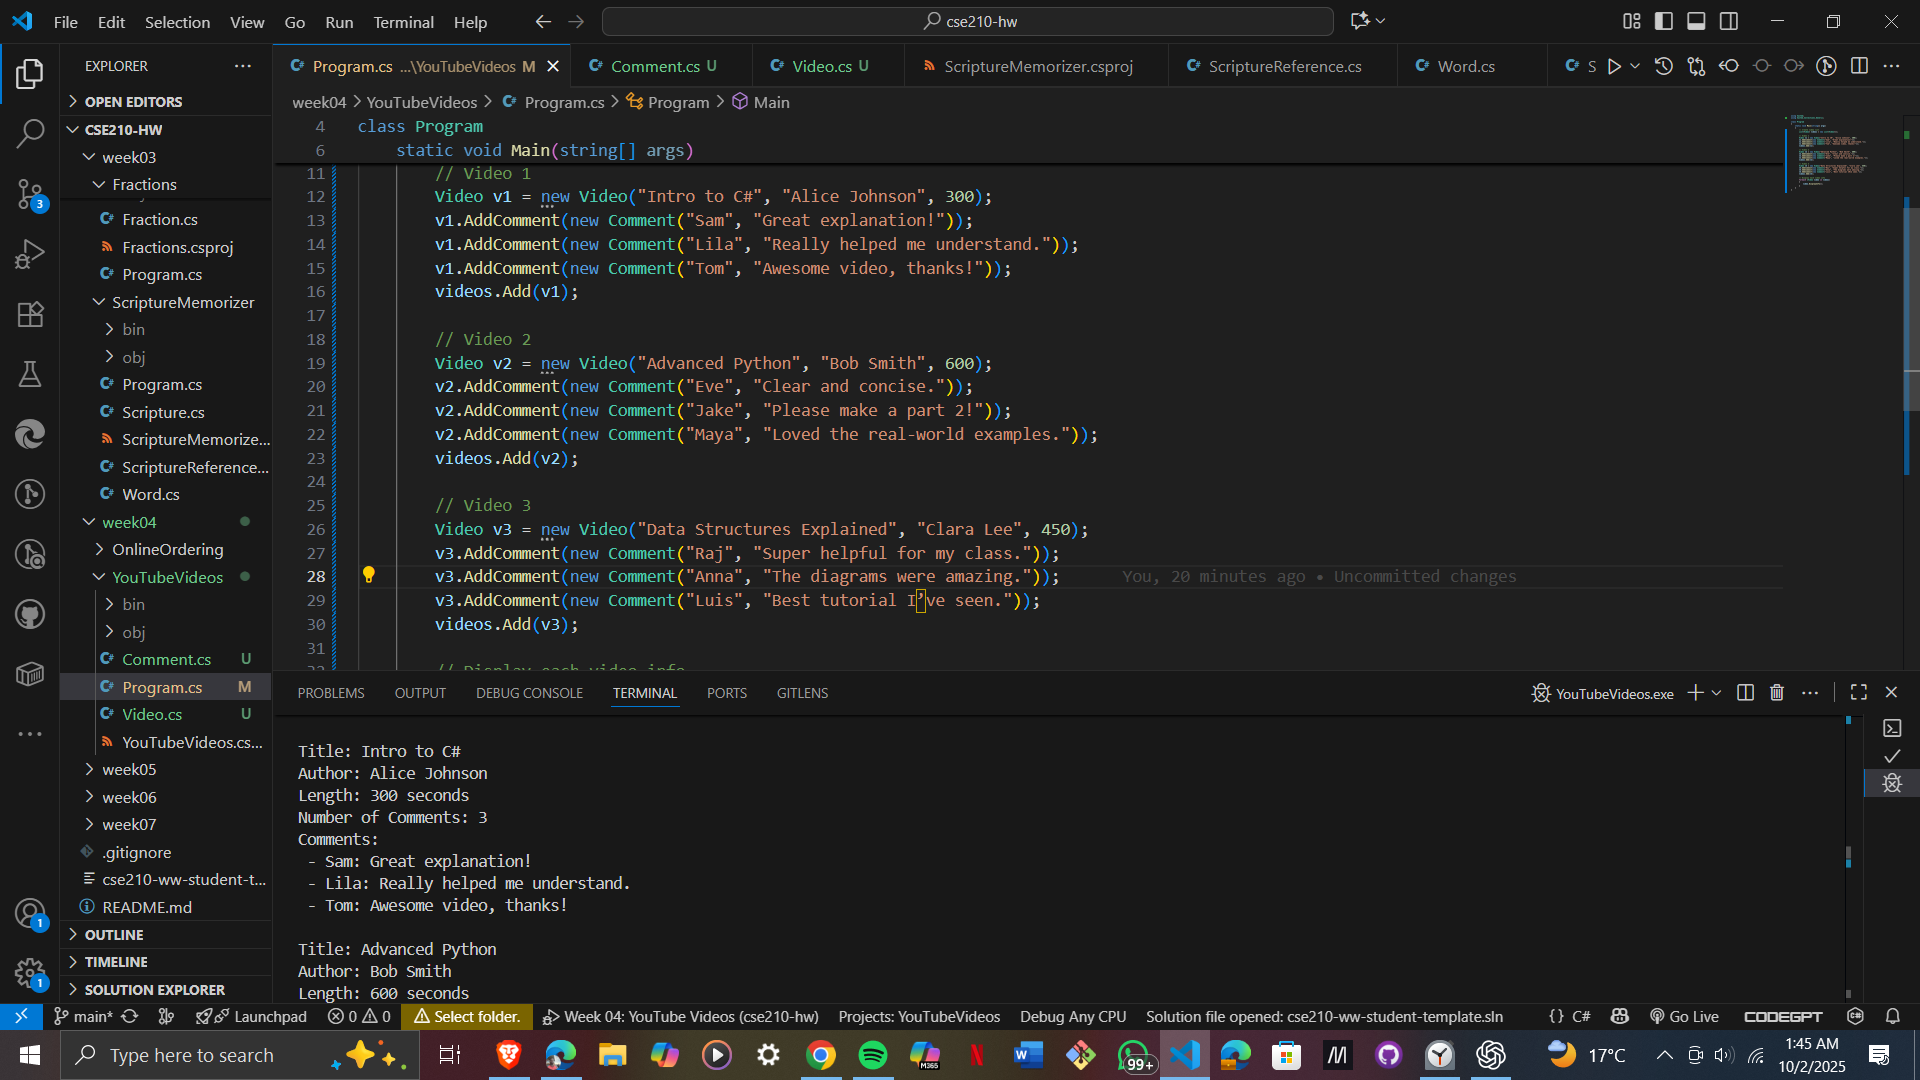 File Edit Selection View Go Run Terminal Help
cse210-hw
EXPLORER
OPEN EDITORS
CSE210-HW
week03
Fractions
Fraction.cs
Fractions.csproj
Program.cs
ScriptureMemorizer
bin
obj
Program.cs
Scripture.cs
ScriptureMemorize...
ScriptureReference...
Word.cs
week04
OnlineOrdering
YouTubeVideos
bin
obj
Comment.cs U
Program.cs M
Video.cs U
YouTubeVideos.cs...
week05
week06
week07
.gitignore
cse210-ww-student-t...
README.md
OUTLINE
TIMELINE
SOLUTION EXPLORER
Program.cs ...\YouTubeVideos M
Comment.cs U
Video.cs U
ScriptureMemorizer.csproj
ScriptureReference.cs
Word.cs
S
week04 > YouTubeVideos > Program.cs > Program > Main
4 class Program
6 static void Main(string[] args)
11 // Video 1
12 Video v1 = new Video("Intro to C#", "Alice Johnson", 300);
13 v1.AddComment(new Comment("Sam", "Great explanation!"));
14 v1.AddComment(new Comment("Lila", "Really helped me understand."));
15 v1.AddComment(new Comment("Tom", "Awesome video, thanks!"));
16 videos.Add(v1);
17
18 // Video 2
19 Video v2 = new Video("Advanced Python", "Bob Smith", 600);
20 v2.AddComment(new Comment("Eve", "Clear and concise."));
21 v2.AddComment(new Comment("Jake", "Please make a part 2!"));
22 v2.AddComment(new Comment("Maya", "Loved the real-world examples."));
23 videos.Add(v2);
24
25 // Video 3
26 Video v3 = new Video("Data Structures Explained", "Clara Lee", 450);
27 v3.AddComment(new Comment("Raj", "Super helpful for my class."));
28 v3.AddComment(new Comment("Anna", "The diagrams were amazing.")); You, 20 minutes ago • Uncommitted changes
29 v3.AddComment(new Comment("Luis", "Best tutorial I’ve seen."));
30 videos.Add(v3);
31
32 // Display each video info
PROBLEMS OUTPUT DEBUG CONSOLE TERMINAL PORTS GITLENS
YouTubeVideos.exe
Title: Intro to C#
Author: Alice Johnson
Length: 300 seconds
Number of Comments: 3
Comments:
- Sam: Great explanation!
- Lila: Really helped me understand.
- Tom: Awesome video, thanks!
Title: Advanced Python
Author: Bob Smith
Length: 600 seconds
3
1
1
main* Launchpad 0 0 Select folder. Week 04: YouTube Videos (cse210-hw) Projects: YouTubeVideos Debug Any CPU Solution file opened: cse210-ww-student-template.sln {} C# Go Live CODEGPT
Type here to search
M365
99+
17°C
1:45 AM
10/2/2025